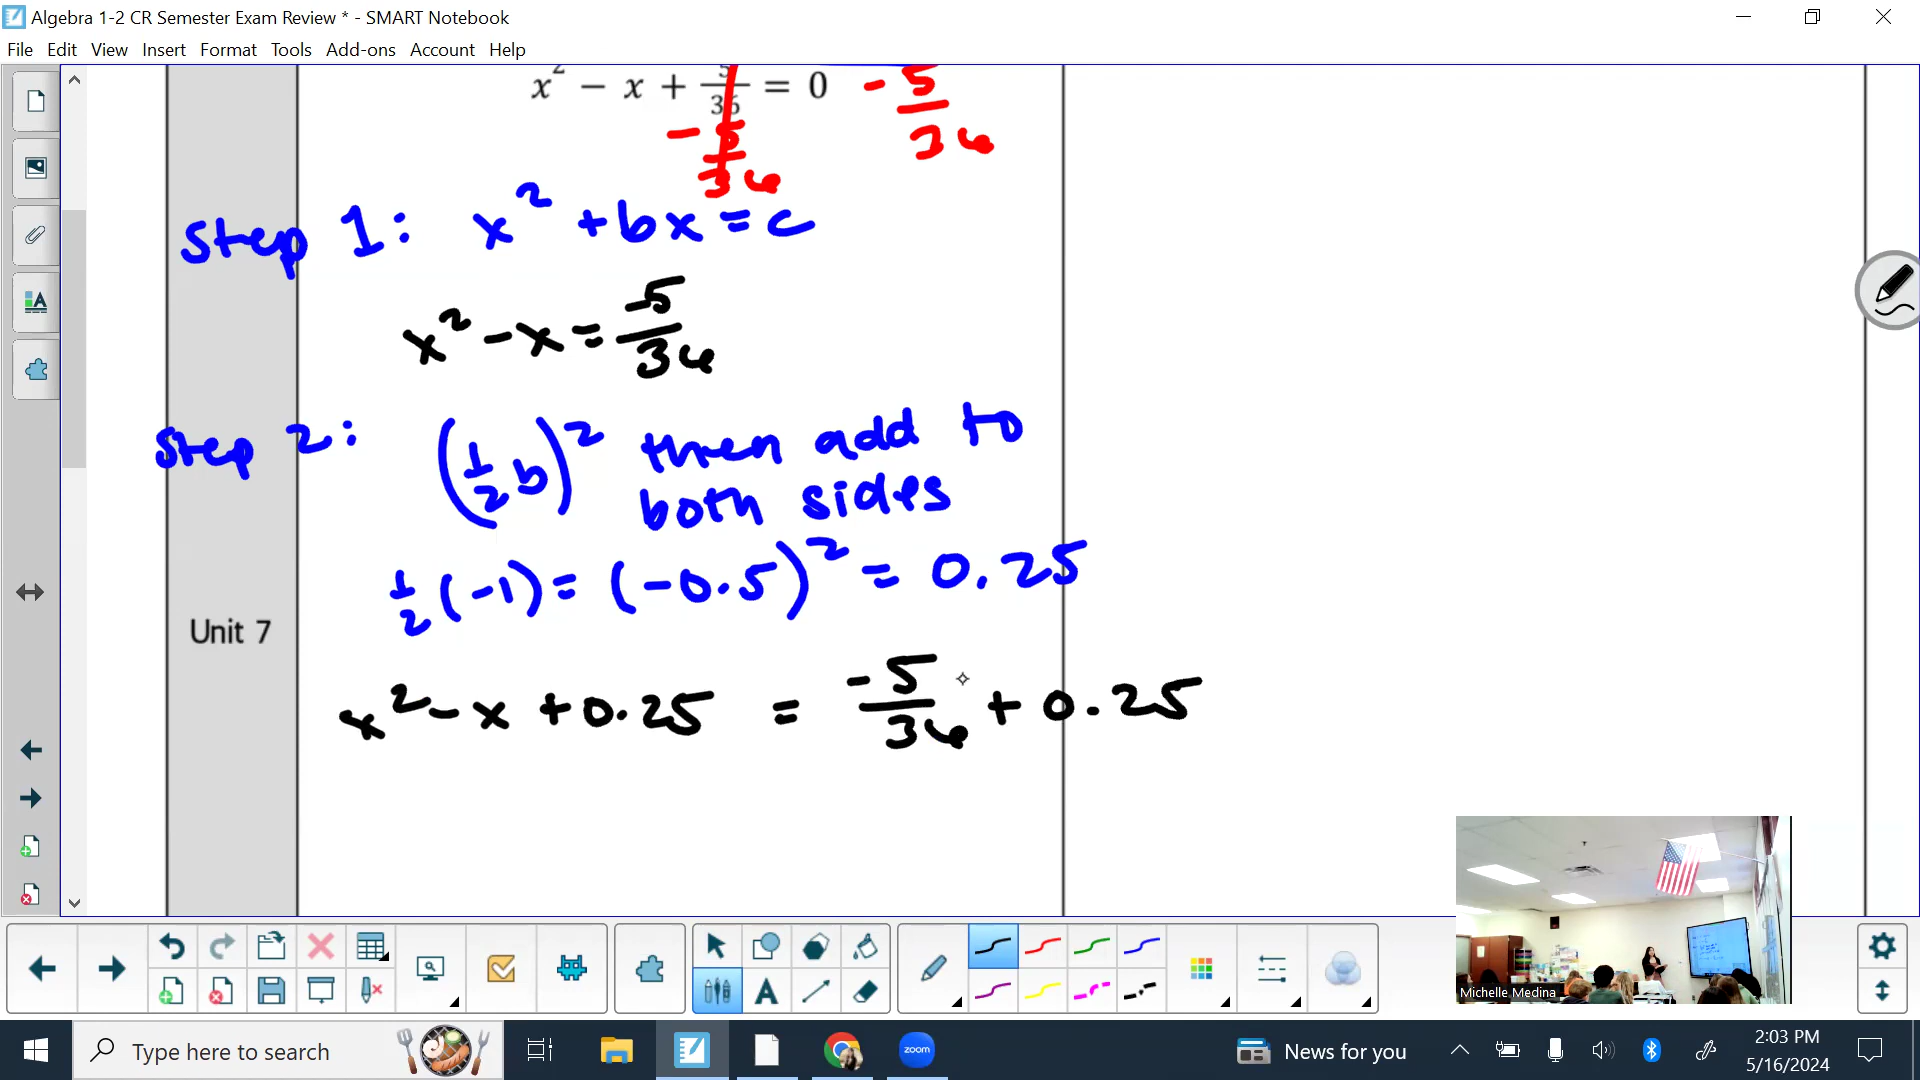 Algebra 1-2 CR Semester Exam Review * - SMART Notebook
File Edit View Insert Format Tools Add-ons Account Help
x² − x + 5/36 = 0
- 5/36 - 5/36
Step 1: x² + bx = c
x² - x = -5/36
Step 2: (1/2 b)² then add to
both sides
1/2 (-1) = (-0.5)² = 0.25
Unit 7
x² - x + 0.25 = -5/36 + 0.25
Michelle Medina
Type here to search
zoom
News for you
2:03 PM
5/16/2024